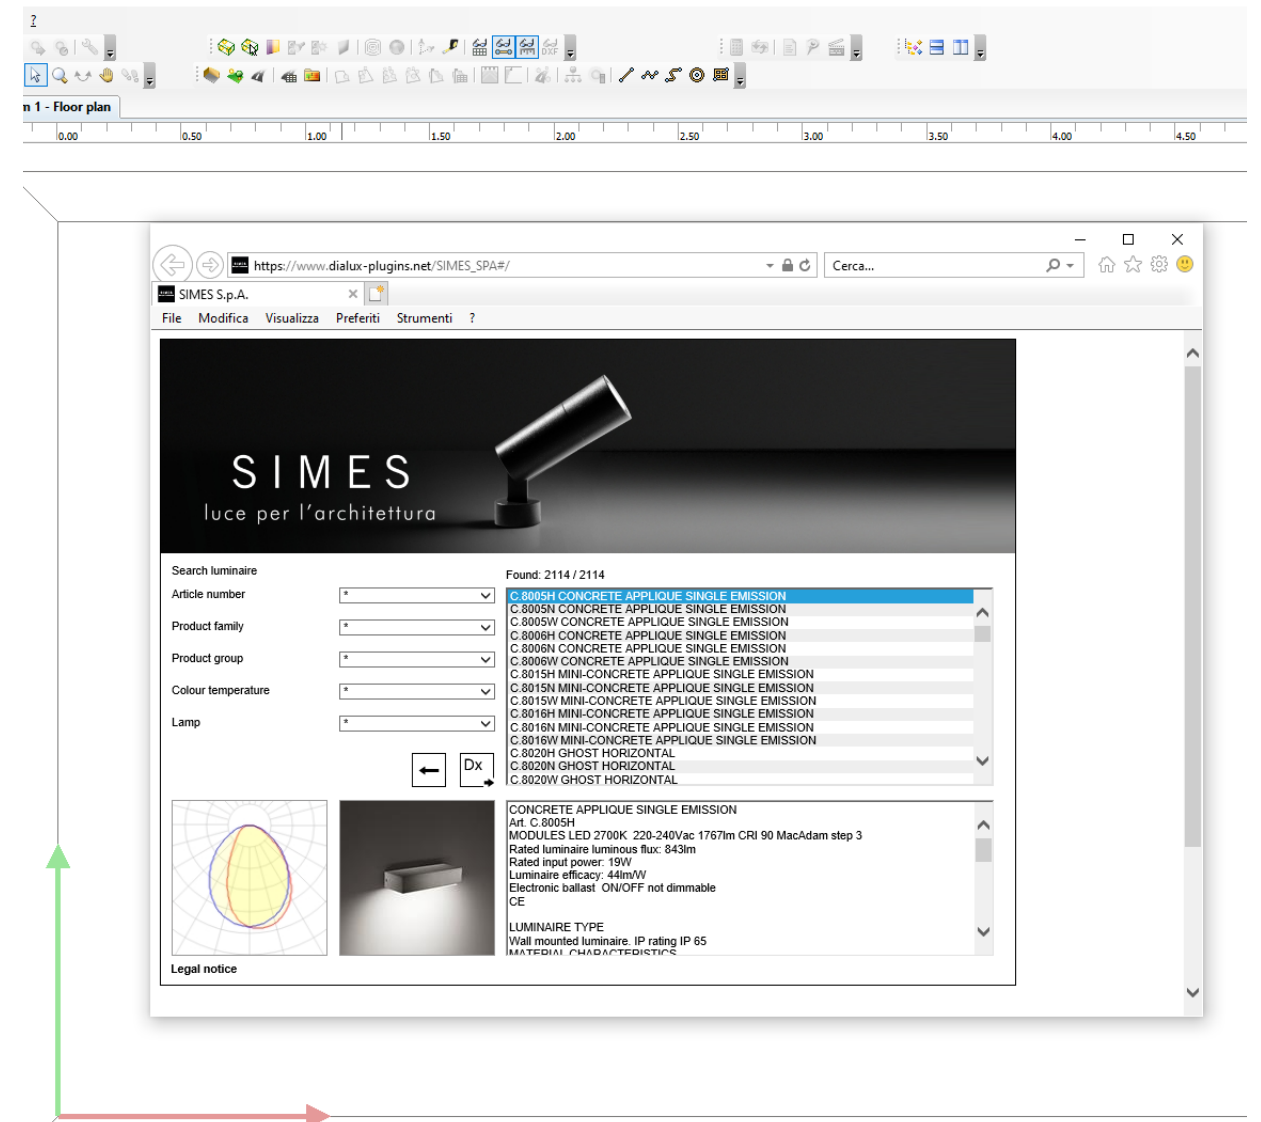 ?
DXF
m 1 - Floor plan
0.00 0.50 1.00 1.50 2.00 2.50 3.00 3.50 4.00 4.50
https://www.dialux-plugins.net/SIMES_SPA#/
Cerca...
SIMES S.p.A.
File Modifica Visualizza Preferiti Strumenti ?
SIMES
luce per l'architettura
Search luminaire
Found: 2114 / 2114
Article number *
Product family *
Product group *
Colour temperature *
Lamp *
Dx
C.8005H CONCRETE APPLIQUE SINGLE EMISSION
C.8005N CONCRETE APPLIQUE SINGLE EMISSION
C.8005W CONCRETE APPLIQUE SINGLE EMISSION
C.8006H CONCRETE APPLIQUE SINGLE EMISSION
C.8006N CONCRETE APPLIQUE SINGLE EMISSION
C.8006W CONCRETE APPLIQUE SINGLE EMISSION
C.8015H MINI-CONCRETE APPLIQUE SINGLE EMISSION
C.8015N MINI-CONCRETE APPLIQUE SINGLE EMISSION
C.8015W MINI-CONCRETE APPLIQUE SINGLE EMISSION
C.8016H MINI-CONCRETE APPLIQUE SINGLE EMISSION
C.8016N MINI-CONCRETE APPLIQUE SINGLE EMISSION
C.8016W MINI-CONCRETE APPLIQUE SINGLE EMISSION
C.8020H GHOST HORIZONTAL
C.8020N GHOST HORIZONTAL
C.8020W GHOST HORIZONTAL
CONCRETE APPLIQUE SINGLE EMISSION
Art. C.8005H
MODULES LED 2700K 220-240Vac 1767lm CRI 90 MacAdam step 3
Rated luminaire luminous flux: 843lm
Rated input power: 19W
Luminaire efficacy: 44lm/W
Electronic ballast ON/OFF not dimmable
CE
LUMINAIRE TYPE
Wall mounted luminaire. IP rating IP 65
MATERIAL CHARACTERISTICS
Legal notice